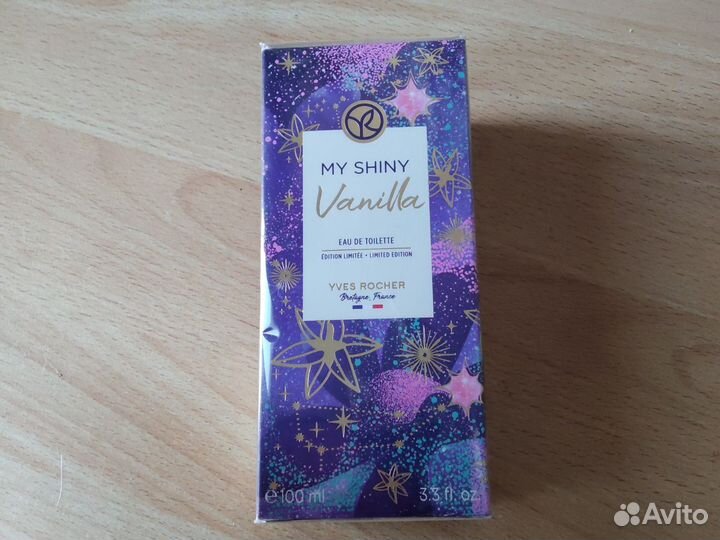 MY SHINY
Vanilla
EAU DE TOILETTE
ÉDITION LIMITÉE • LIMITED EDITION
YVES ROCHER
Bretagne, France
e 100 ml 3.3 fl. oz
Avito